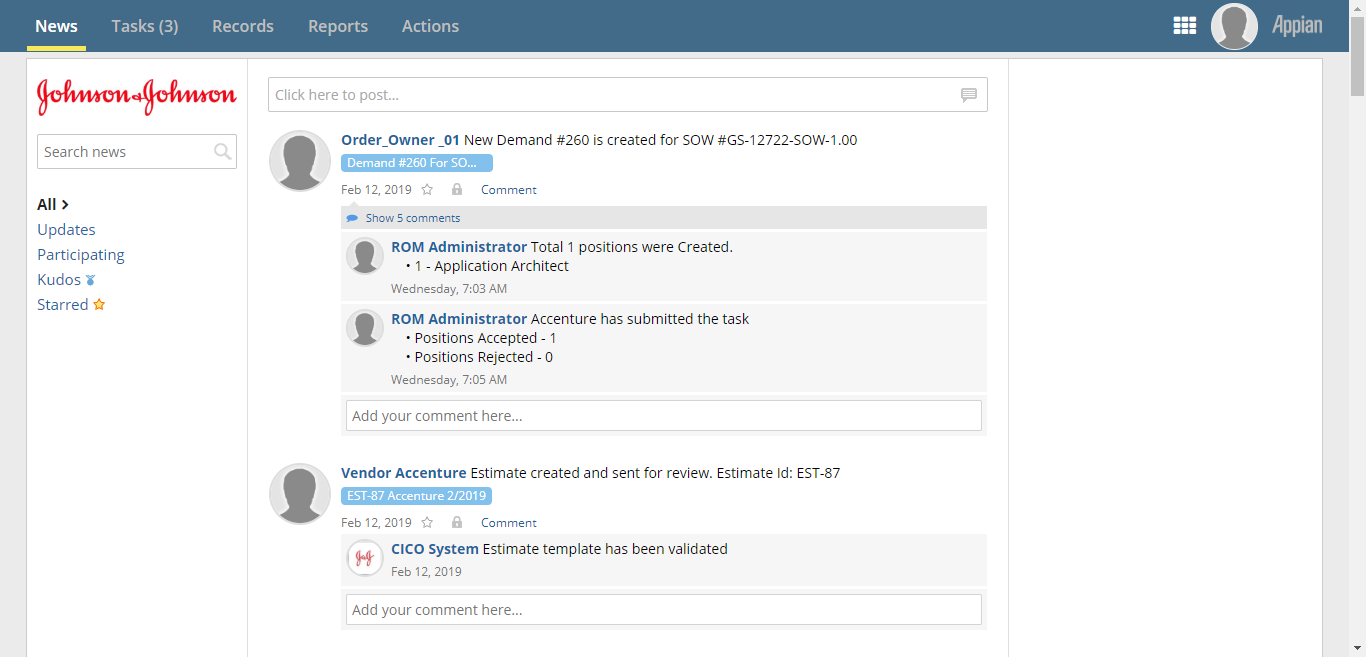 News Tasks (3) Records Reports Actions Appian
Johnson & Johnson
Search news
All >
Updates
Participating
Kudos
Starred
Click here to post...
Order_Owner _01 New Demand #260 is created for SOW #GS-12722-SOW-1.00
Demand #260 For SO...
Feb 12, 2019 Comment
Show 5 comments
ROM Administrator Total 1 positions were Created.
• 1 - Application Architect
Wednesday, 7:03 AM
ROM Administrator Accenture has submitted the task
• Positions Accepted - 1
• Positions Rejected - 0
Wednesday, 7:05 AM
Add your comment here...
Vendor Accenture Estimate created and sent for review. Estimate Id: EST-87
EST-87 Accenture 2/2019
Feb 12, 2019 Comment
J&J
CICO System Estimate template has been validated
Feb 12, 2019
Add your comment here...